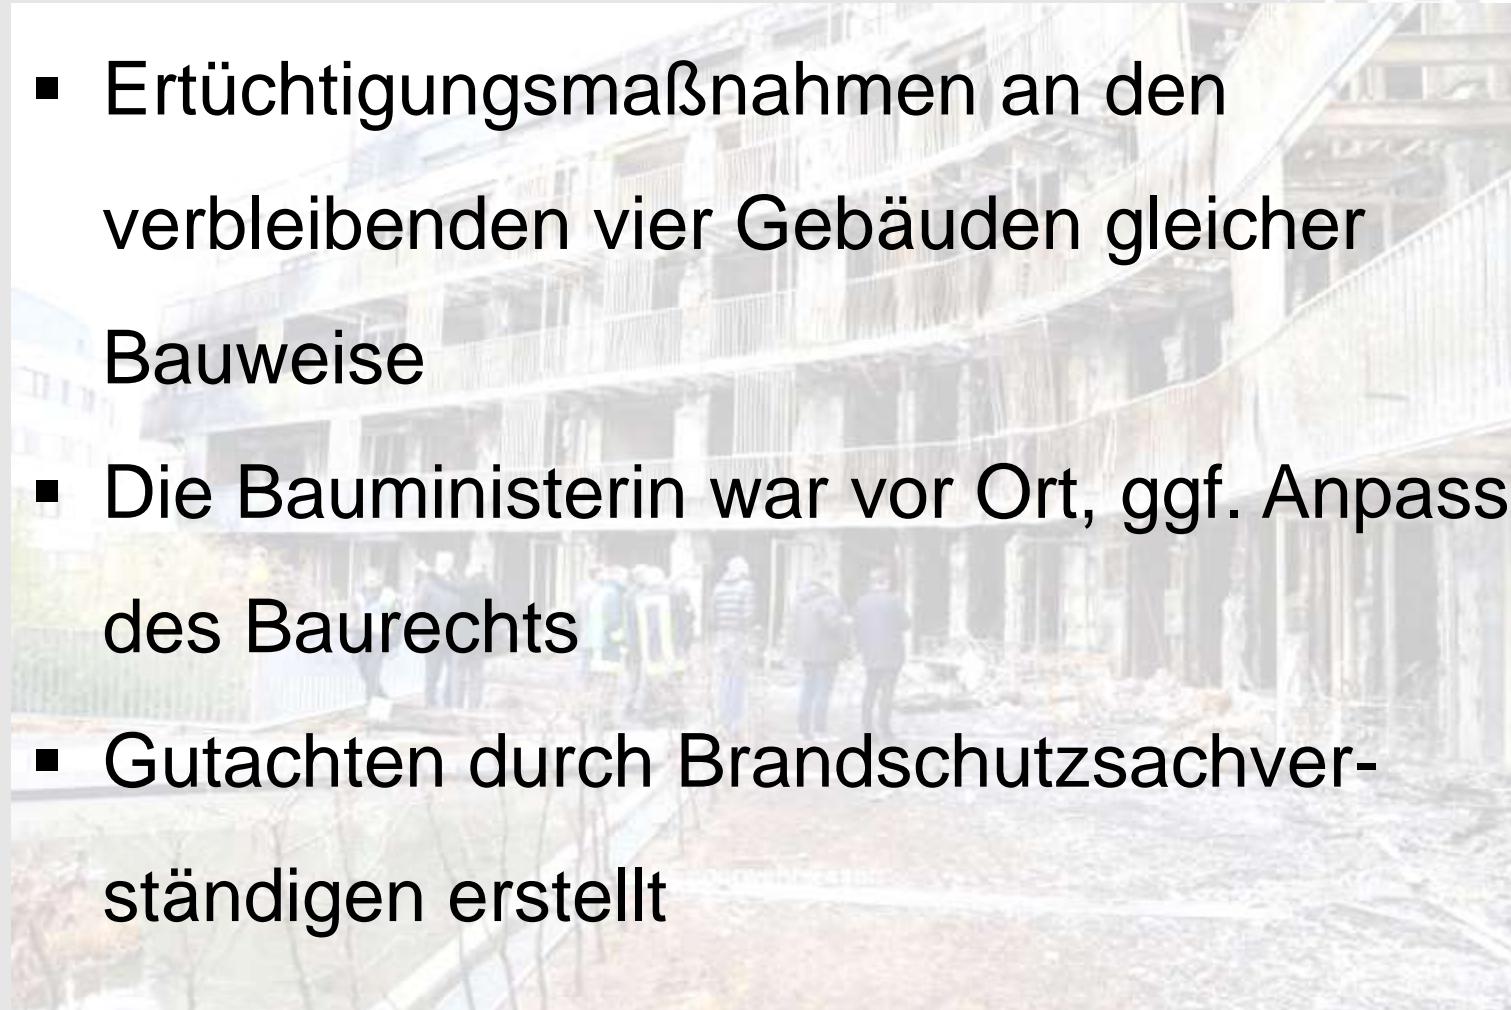 ▪ Ertüchtigungsmaßnahmen an den
verbleibenden vier Gebäuden gleicher
Bauweise
▪ Die Bauministerin war vor Ort, ggf. Anpass
des Baurechts
▪ Gutachten durch Brandschutzsachver-
ständigen erstellt